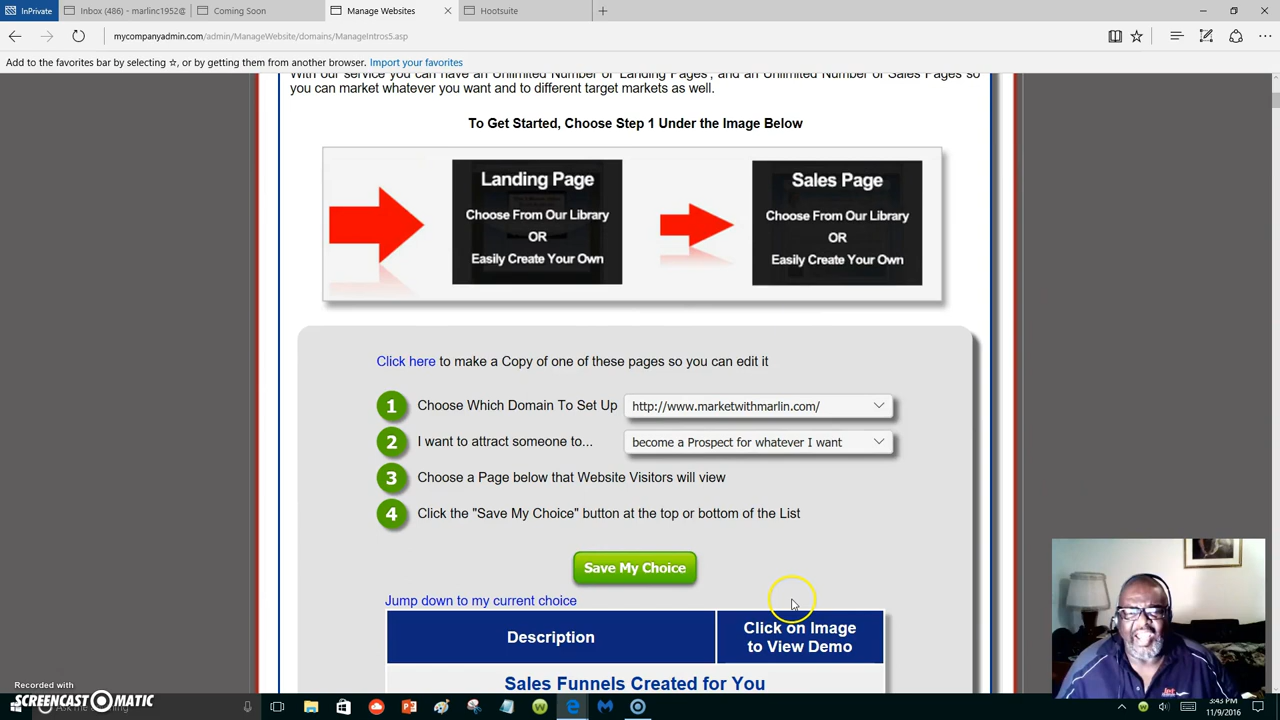 InPrivate
Inbox (486) - marlinc1952@
Coming Soon
Manage Websites
Hootsuite
mycompanyadmin.com/admin/ManageWebsite/domains/ManageIntros5.asp
Add to the favorites bar by selecting ☆, or by getting them from another browser. Import your favorites
With our service you can have an Unlimited Number of Landing Pages, and an Unlimited Number of Sales Pages so
you can market whatever you want and to different target markets as well.
To Get Started, Choose Step 1 Under the Image Below
Landing Page
Choose From Our Library
OR
Easily Create Your Own
Sales Page
Choose From Our Library
OR
Easily Create Your Own
Click here to make a Copy of one of these pages so you can edit it
1 Choose Which Domain To Set Up http://www.marketwithmarlin.com/
2 I want to attract someone to... become a Prospect for whatever I want
3 Choose a Page below that Website Visitors will view
4 Click the "Save My Choice" button at the top or bottom of the List
Save My Choice
Jump down to my current choice
Description
Click on Image
to View Demo
Sales Funnels Created for You
Recorded with
SCREENCAST MATIC
3:43 PM
11/9/2016